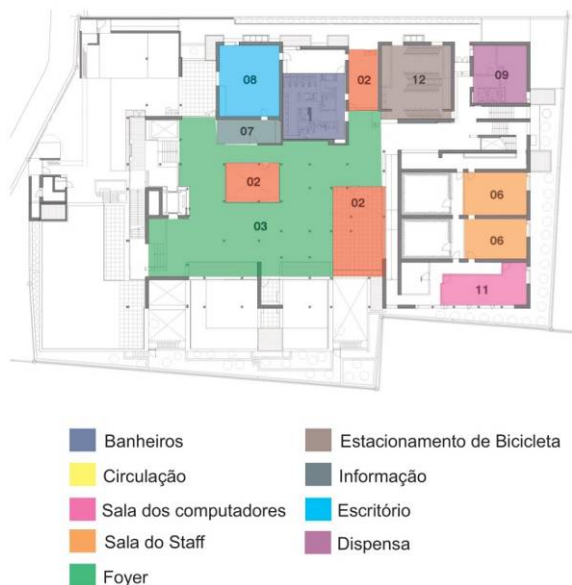 08
02
12
09
1
07
02
02
06
03
06
11
Banheiros
Circulação
Sala dos computadores
Sala do Staff
Foyer
Estacionamento de Bicicleta
Informação
Escritório
Dispensa